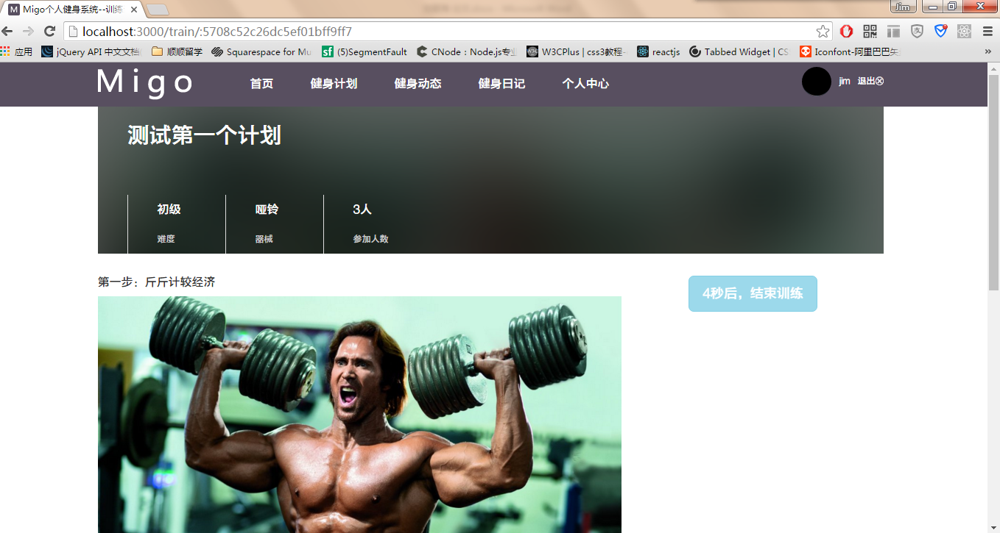 M Migo个人健身系统--训练
Jim
localhost:3000/train/:5708c52c26dc5ef01bff9ff7
应用 jQuery API 中文文档 顺顺留学 Squarespace for Mu sf (5)SegmentFault CNode：Node.js专业 W3C W3CPlus | css3教程- reactjs Tabbed Widget | CS Iconfont-阿里巴巴矢 »
Migo 首页 健身计划 健身动态 健身日记 个人中心 jim 退出
测试第一个计划
初级 哑铃 3人
难度 器械 参加人数
第一步：斤斤计较经济
4秒后，结束训练